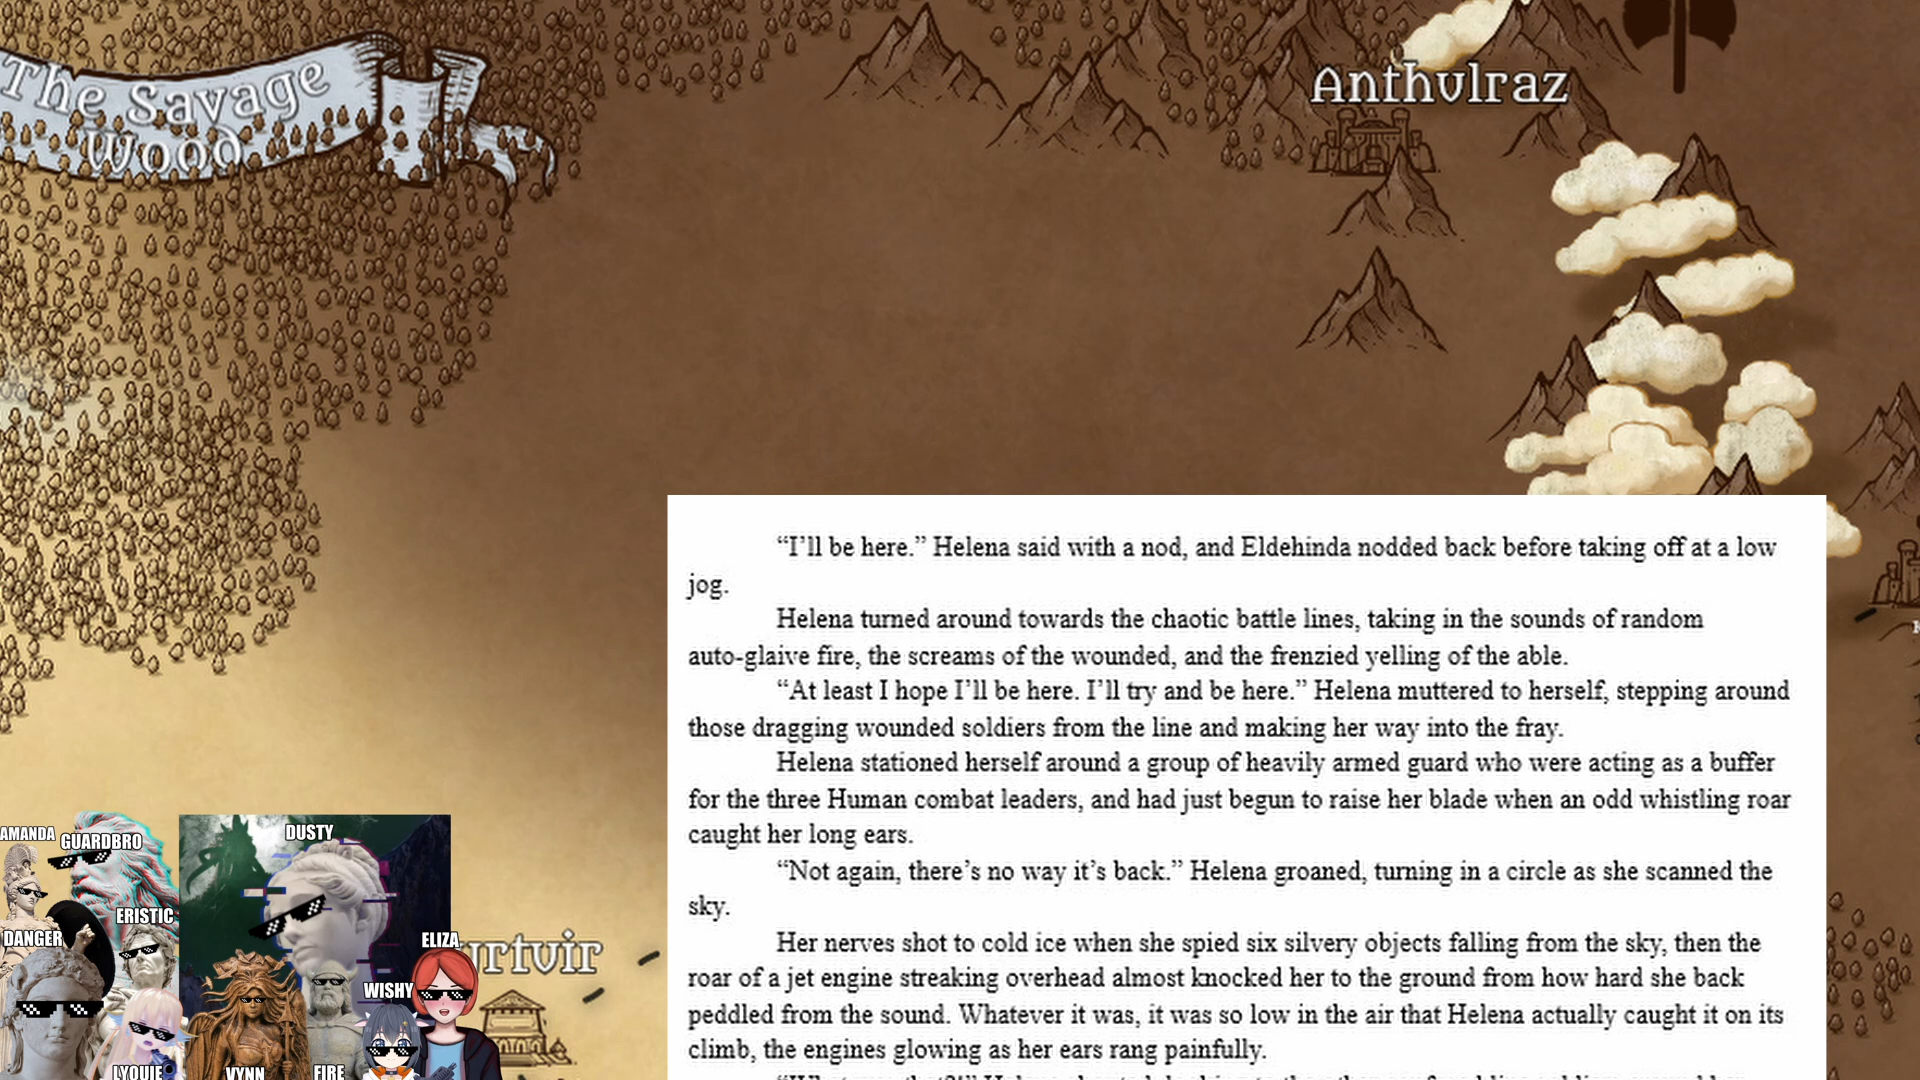 The Savage
Wood
Anthulraz
“I’ll be here.” Helena said with a nod, and Eldehinda nodded back before taking off at a low
jog.
Helena turned around towards the chaotic battle lines, taking in the sounds of random
auto-glaive fire, the screams of the wounded, and the frenzied yelling of the able.
“At least I hope I’ll be here. I’ll try and be here.” Helena muttered to herself, stepping around
those dragging wounded soldiers from the line and making her way into the fray.
Helena stationed herself around a group of heavily armed guard who were acting as a buffer
for the three Human combat leaders, and had just begun to raise her blade when an odd whistling roar
caught her long ears.
“Not again, there’s no way it’s back.” Helena groaned, turning in a circle as she scanned the
sky.
Her nerves shot to cold ice when she spied six silvery objects falling from the sky, then the
roar of a jet engine streaking overhead almost knocked her to the ground from how hard she back
peddled from the sound. Whatever it was, it was so low in the air that Helena actually caught it on its
climb, the engines glowing as her ears rang painfully.
AMANDA
GUARDBRO
DUSTY
ERISTIC
DANGER
ELIZA
WISHY
LYQUIE
VYNN
FIRE